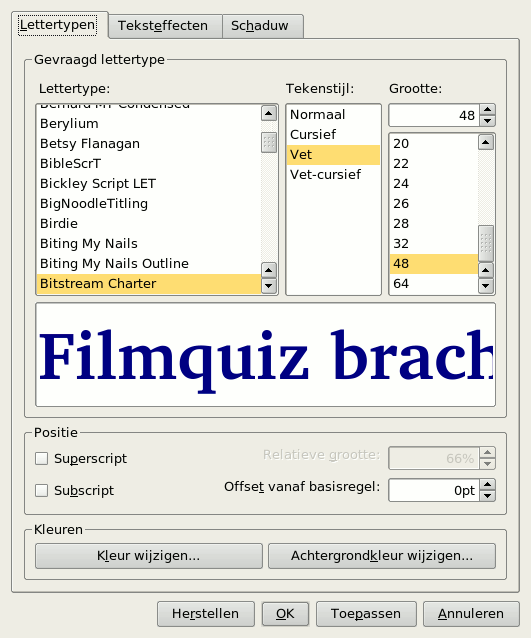 Lettertypen Teksteffecten Schaduw
Gevraagd lettertype
Lettertype: Tekenstijl: Grootte:
Bernard MT Condensed
Berylium
Betsy Flanagan
BibleScrT
Bickley Script LET
BigNoodleTitling
Birdie
Biting My Nails
Biting My Nails Outline
Bitstream Charter
Normaal
Cursief
Vet
Vet-cursief
48
20
22
24
26
28
32
48
64
Filmquiz brach
Positie
Superscript
Relatieve grootte: 66%
Subscript
Offset vanaf basisregel: 0pt
Kleuren
Kleur wijzigen... Achtergrondkleur wijzigen...
Herstellen OK Toepassen Annuleren